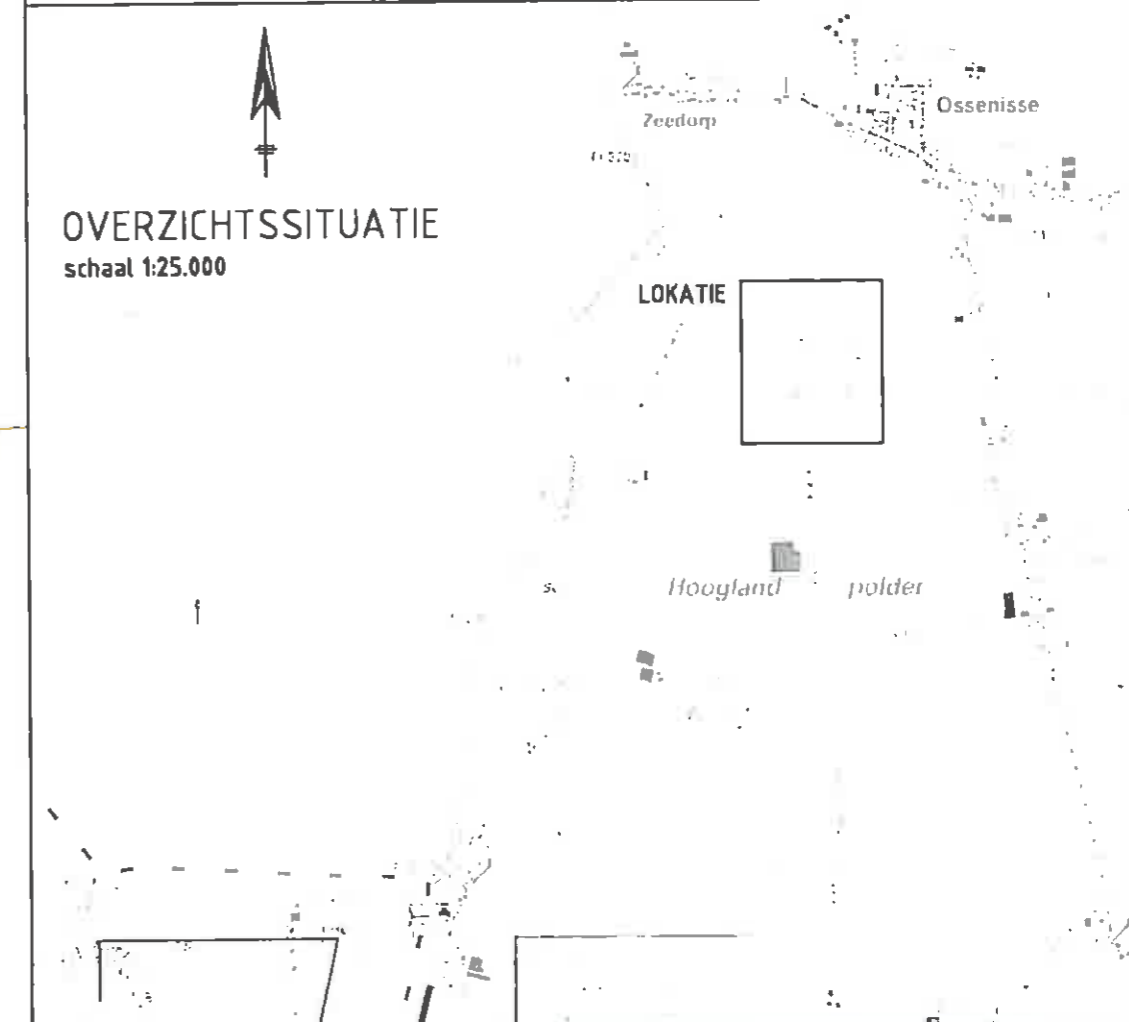 Ossenisse
Zeedorp
OVERZICHTSSITUATIE
schaal 1:25.000
LOKATIE
Hoogland polder